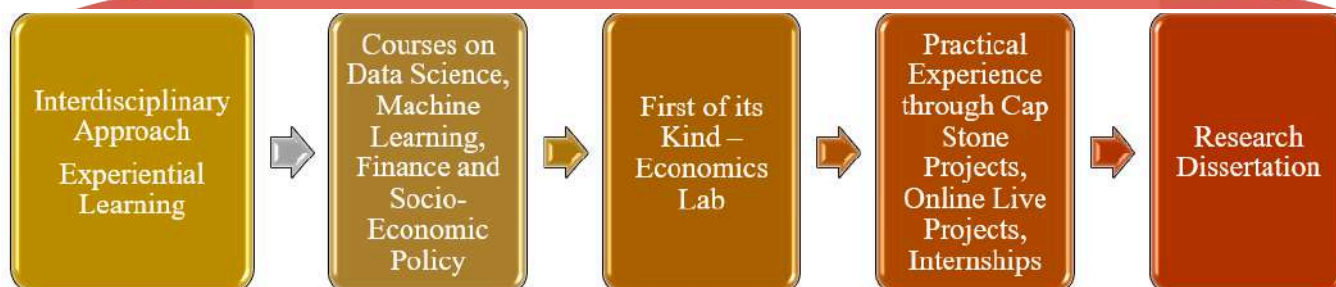 Interdisciplinary
Approach
Experiential
Learning
Courses on
Data Science,
Machine
Learning,
Finance and
Socio-
Economic
Policy
First of its
Kind –
Economics
Lab
Practical
Experience
through Cap
Stone
Projects,
Online Live
Projects,
Internships
Research
Dissertation